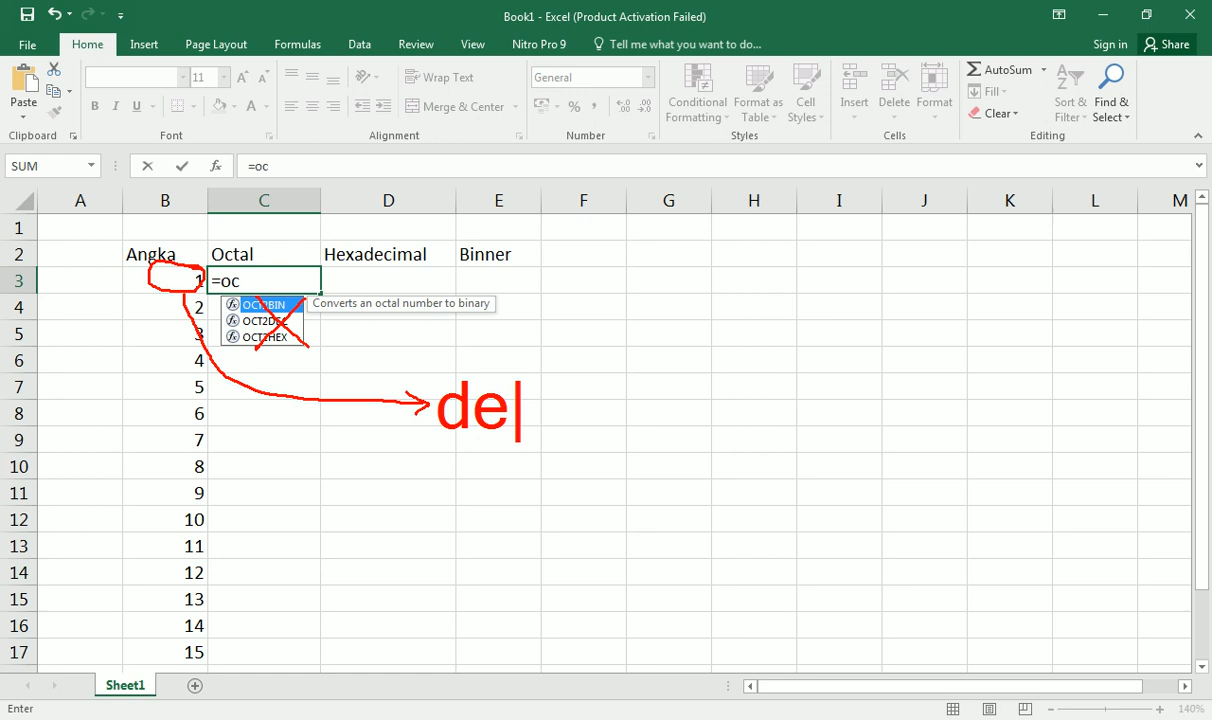 Book1 - Excel (Product Activation Failed)
File Home Insert Page Layout Formulas Data Review View Nitro Pro 9 Tell me what you want to do... Sign in Share
Paste
11 A A
Wrap Text
General
Conditional Formatting
Format as Table
Cell Styles
Insert Delete Format
AutoSum
Fill
Clear
Sort & Filter
Find & Select
B I U A
Merge & Center
% ,
Clipboard Font Alignment Number Styles Cells Editing
SUM fx =oc
A B C D E F G H I J K L M
1
2 Angka Octal Hexadecimal Binner
3 1 =oc
OCT2BIN Converts an octal number to binary
OCT2DEC
OCT2HEX
4 2
5 3
6 4
7 5
de
8 6
9 7
10 8
11 9
12 10
13 11
14 12
15 13
16 14
17 15
Sheet1
Enter 140%